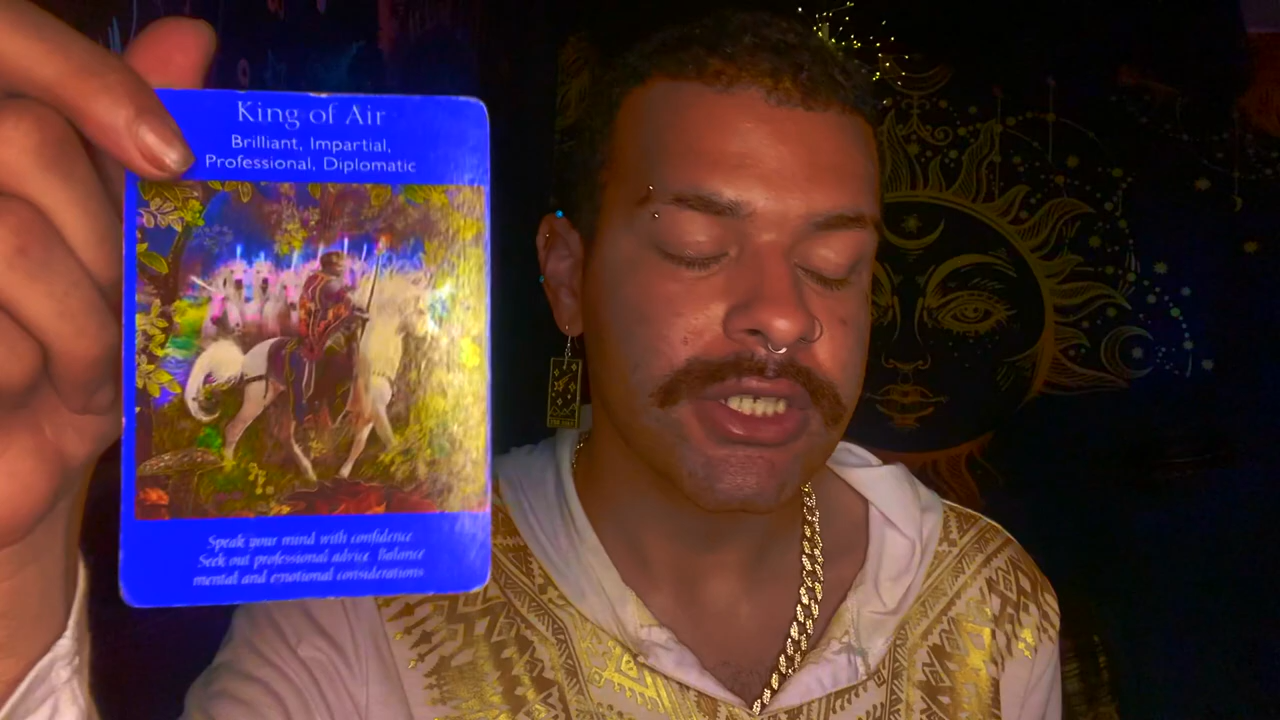 King of Air
Brilliant, Impartial,
Professional, Diplomatic
Speak your mind with confidence
Seek out professional advice. Balance
mental and emotional considerations